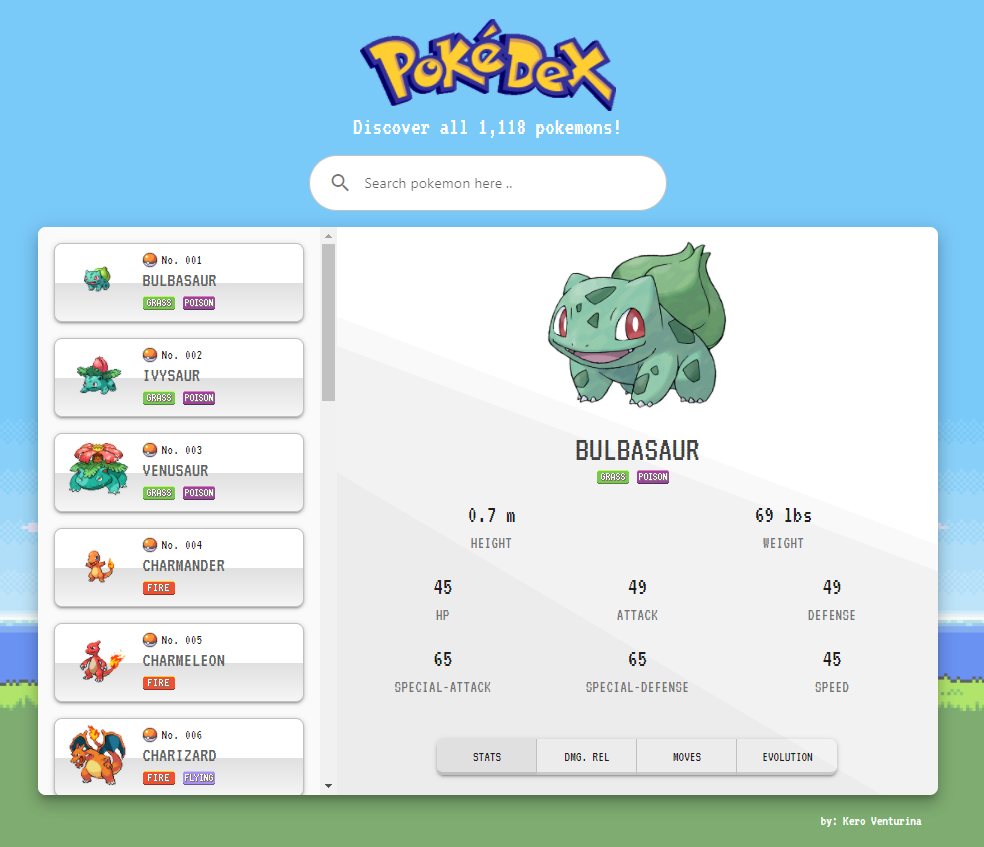 PokéDex
Discover all 1,118 pokemons!
Search pokemon here ..
No. 001
BULBASAUR
GRASS POISON
No. 002
IVYSAUR
GRASS POISON
No. 003
VENUSAUR
GRASS POISON
No. 004
CHARMANDER
FIRE
No. 005
CHARMELEON
FIRE
No. 006
CHARIZARD
FIRE FLYING
BULBASAUR
GRASS POISON
0.7 m 69 lbs
HEIGHT WEIGHT
45 49 49
HP ATTACK DEFENSE
65 65 45
SPECIAL-ATTACK SPECIAL-DEFENSE SPEED
STATS DMG. REL MOVES EVOLUTION
by: Kero Venturina